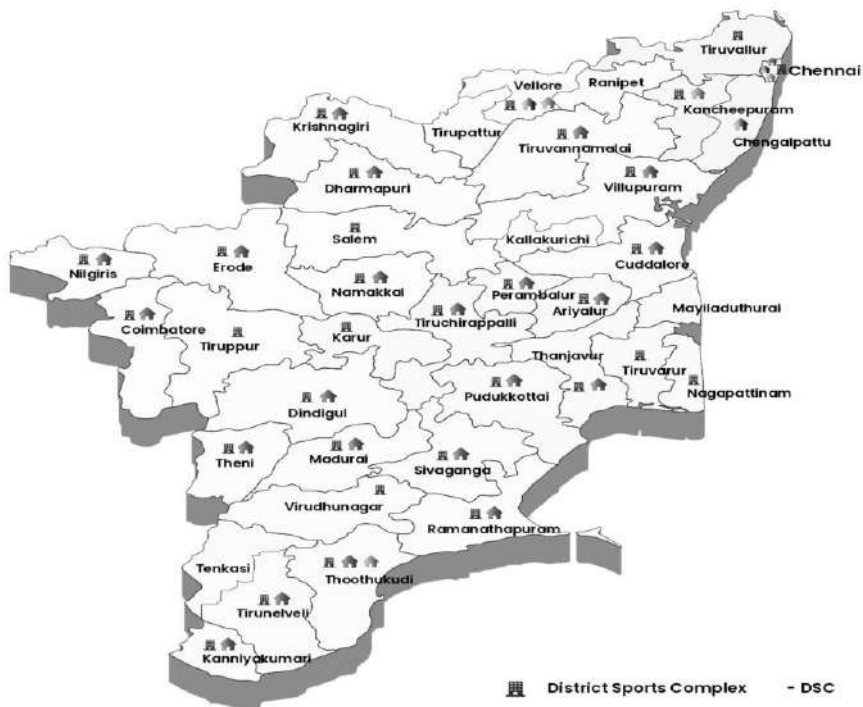 Tiruvallur
Chennai
Vellore
Ranipet
Kancheepuram
Krishnagiri
Tirupattur
Tiruvannamalai
Chengalpattu
Dharmapuri
Villupuram
Salem
Kallakurichi
Nilgiris
Erode
Cuddalore
Namakkal
Perambalur
Ariyalur
Mayiladuthurai
Coimbatore
Tiruppur
Karur
Tiruchirappalli
Thanjavur
Tiruvarur
Nagapattinam
Dindigul
Pudukkottai
Theni
Madurai
Sivaganga
Virudhunagar
Ramanathapuram
Tenkasi
Thoothukudi
Tirunelveli
Kanniyakumari
District Sports Complex - DSC